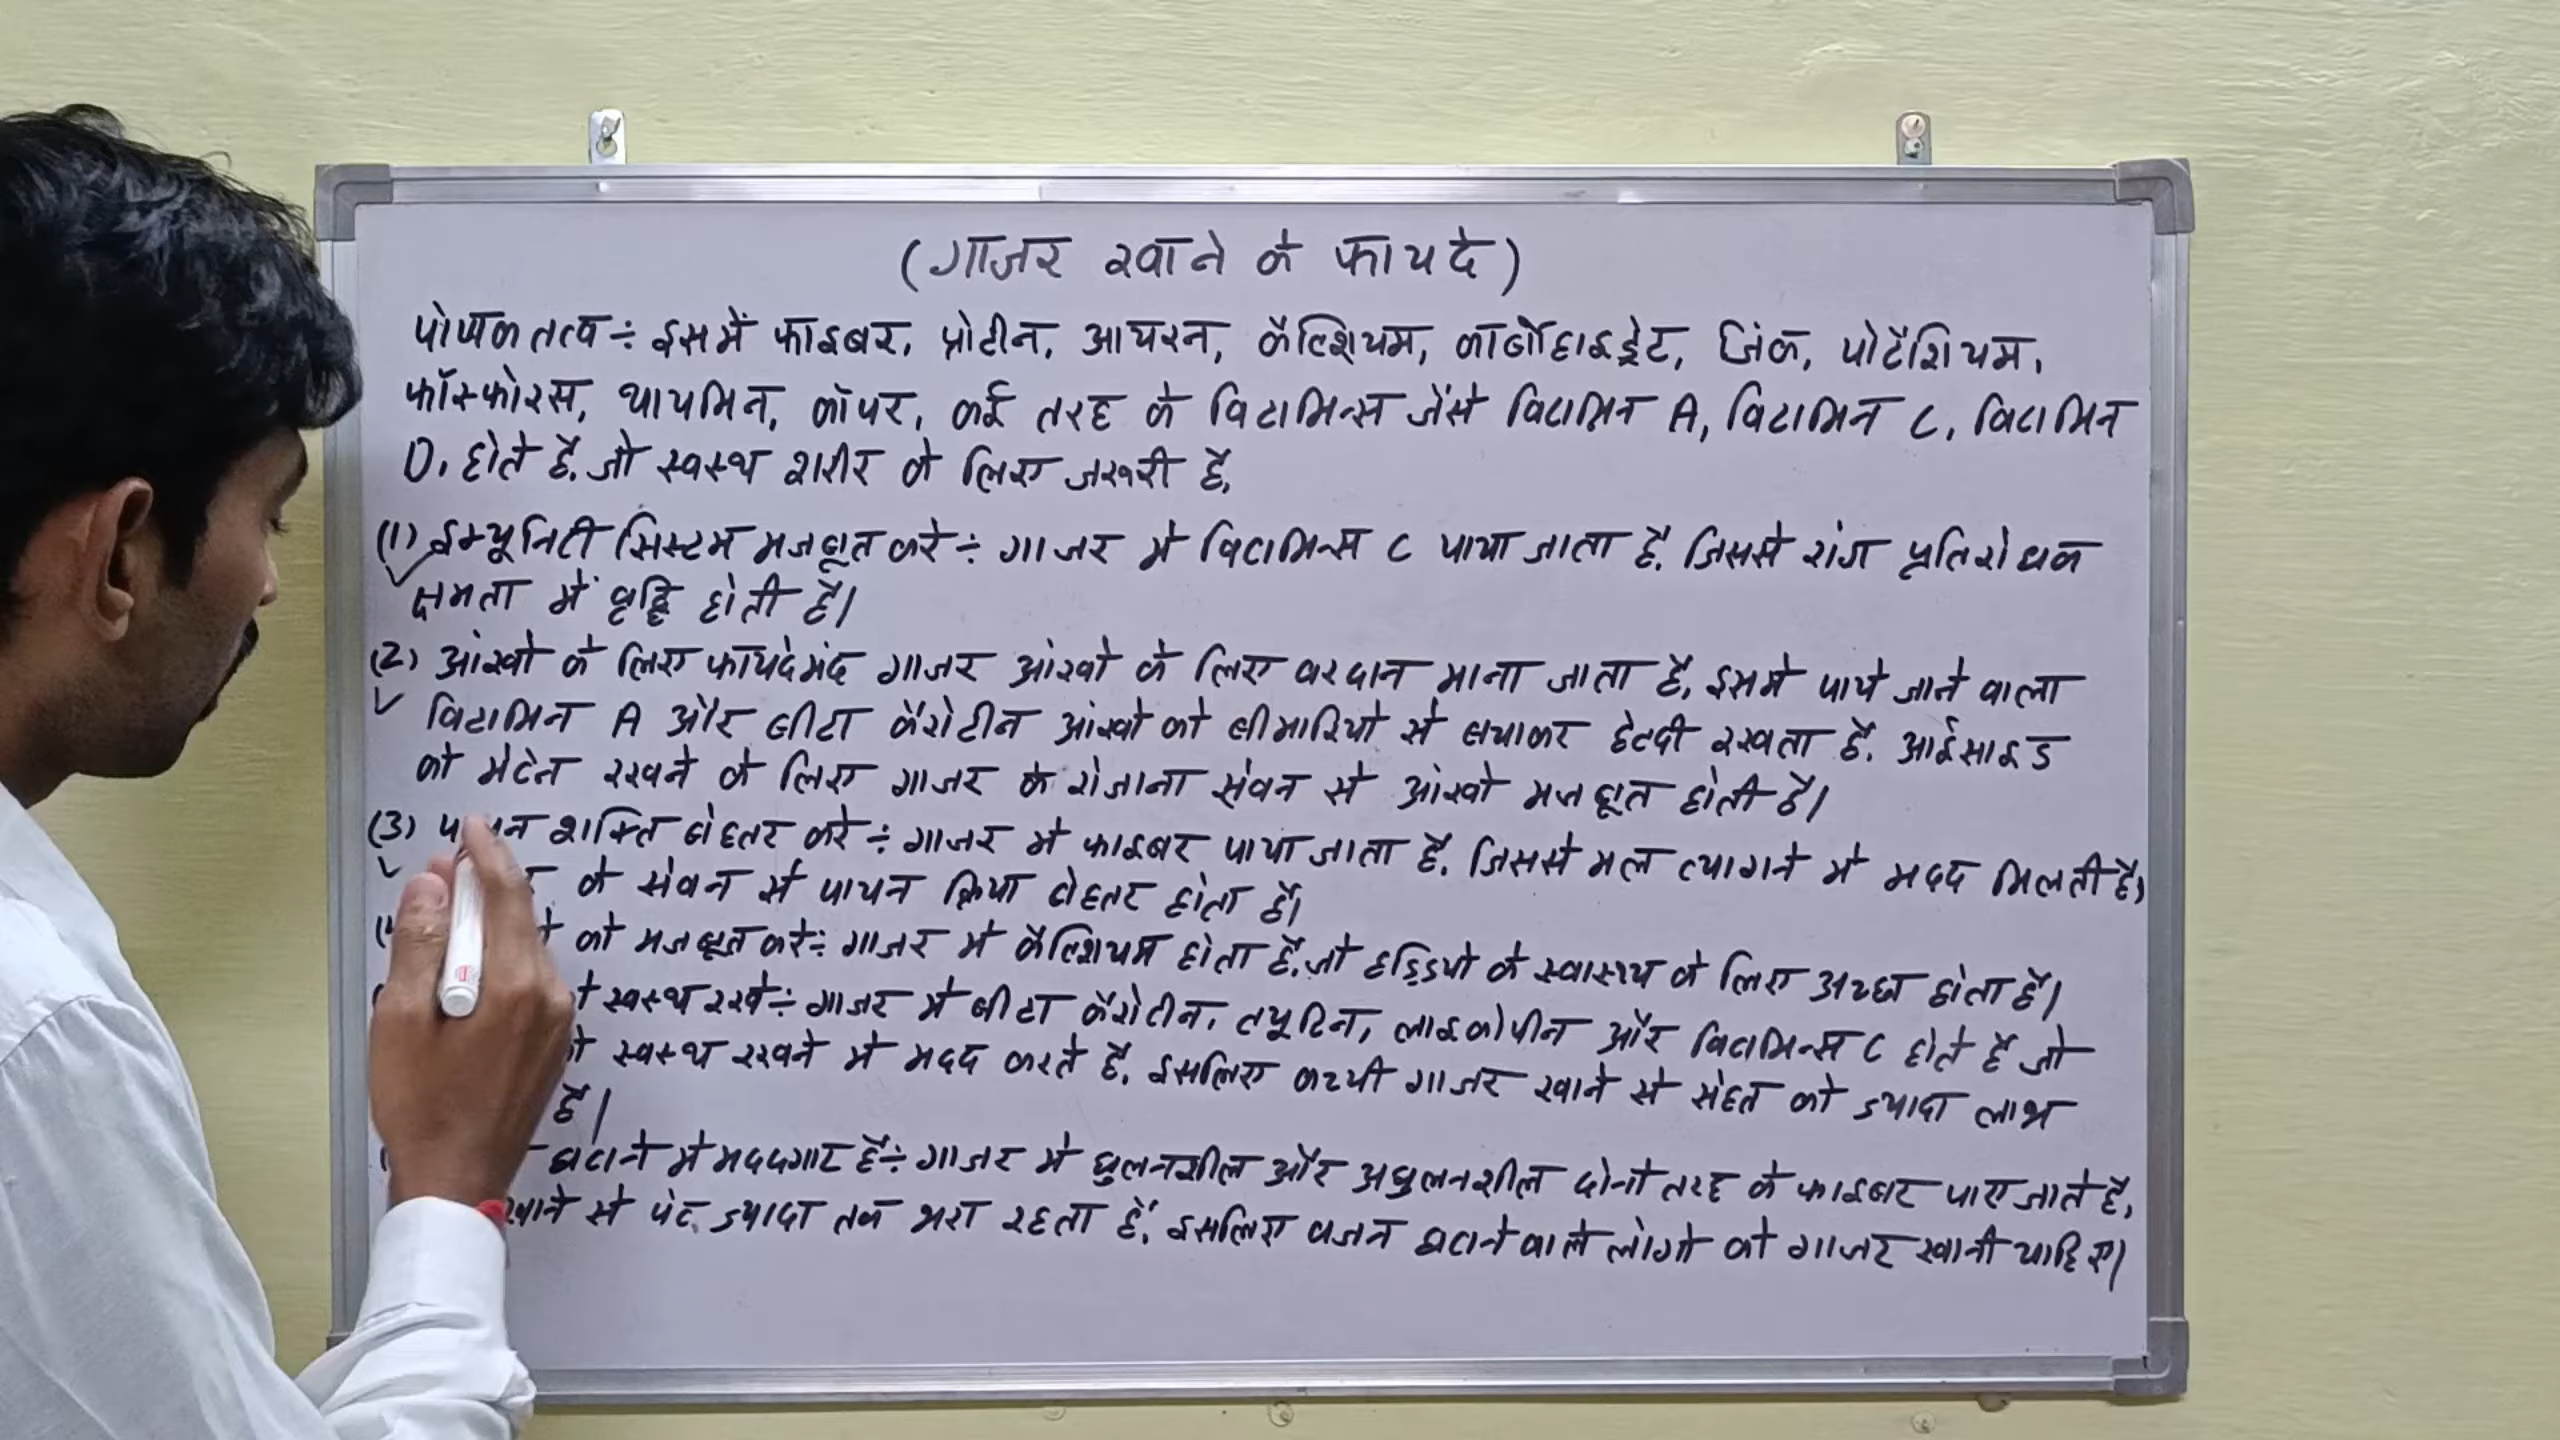 (गाजर खाने के फायदे)
पोषक तत्व ÷ इसमें फाइबर, प्रोटीन, आयरन, कैल्शियम, कार्बोहाइड्रेट, जिंक, पोटैशियम,
फॉस्फोरस, थायमिन, कॉपर, कई तरह के विटामिन्स जैंसे विटामिन A, विटामिन C, विटामिन
D, होते है. जो स्वस्थ शरीर के लिए जरूरी है,
(1) इम्यूनिटी सिस्टम मजबूत करे ÷ गाजर मे विटामिन्स C पाया जाता है. जिससे रोग प्रतिरोधक
क्षमता में वृद्धि होती है।
(2) आंखो के लिए फायदेमंद गाजर आंखो के लिए वरदान माना जाता है, इसमे पाये जाने वाला
विटामिन A और बीटा कैरोटीन आंखो को बीमारियो से बचाकर हेल्दी रखता है. आईसाइड
को मेंटेन रखने के लिए गाजर के रोजाना सेवन से आंखो मजबूत होती है।
(3) शक्ति बेहतर करे ÷ गाजर मे फाइबर पाया जाता है. जिससे मल त्यागने मे मदद मिलती है,
के सेवन से पाचन क्रिया बेहतर होता है।
को मजबूत करे ÷ गाजर मे कैल्शियम होता है. जो हड्डियो के स्वास्थ्य के लिए अच्छा होता है।
स्वस्थ रखे ÷ गाजर मे बीटा कैरोटीन, ल्यूटिन, लाइकोपीन और विटामिन्स C होते है जो
स्वस्थ रखने मे मदद करते है. इसलिए कच्ची गाजर खाने से सेहत को ज्यादा लाभ
है।
घटाने मे मददगार है ÷ गाजर मे घुलनशील और अघुलनशील दोनो तरह के फाइबर पाए जाते है,
खाने से पेट ज्यादा तक भरा रहता है, इसलिए वजन घटाने वाले लोगो को गाजर खानी चाहिए।